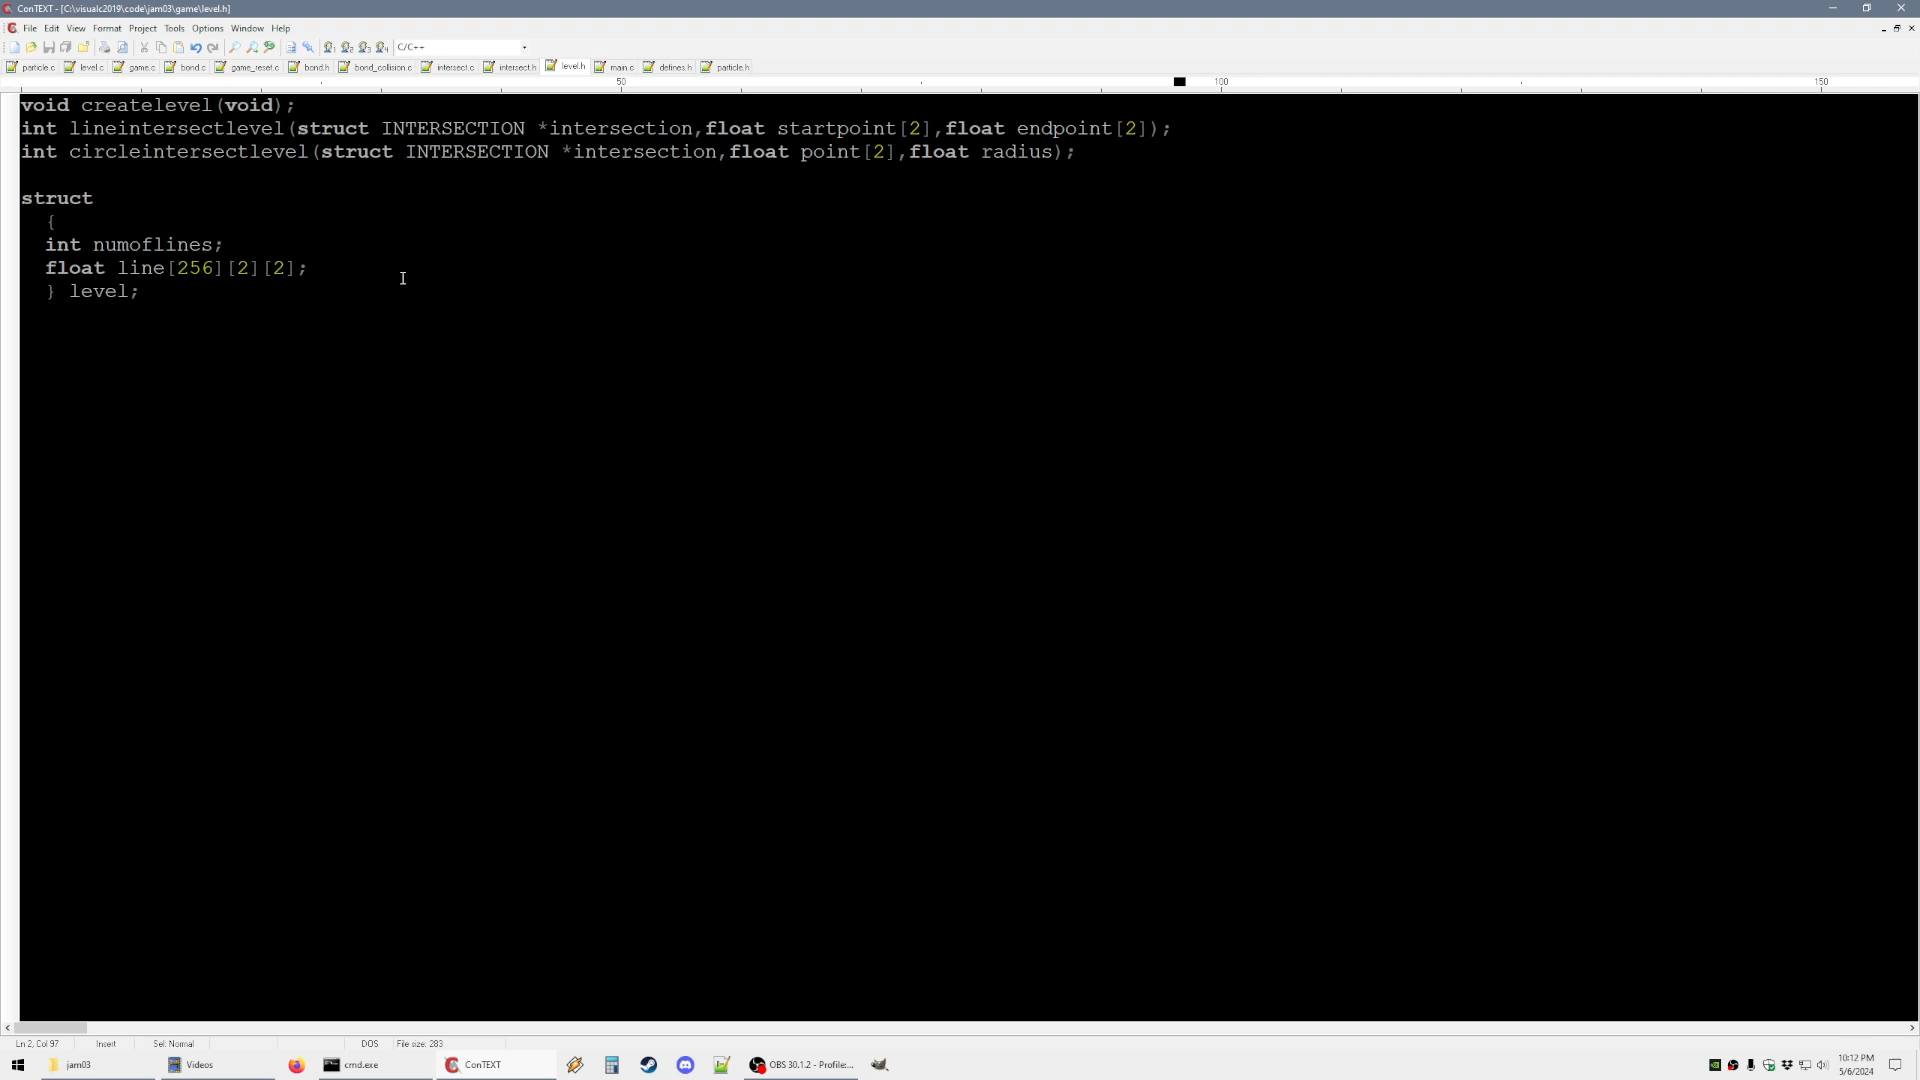 ConTEXT - [C:\visualc2019\code\jam03\game\level.h]
File Edit View Format Project Tools Options Window Help
C/C++
particle.c level.c game.c bond.c game_reset.c bond.h bond_collision.c intersect.c intersect.h level.h main.c defines.h particle.h
50 100 150
void createlevel(void);
int lineintersectlevel(struct INTERSECTION *intersection,float startpoint[2],float endpoint[2]);
int circleintersectlevel(struct INTERSECTION *intersection,float point[2],float radius);
struct
{
int numoflines;
float line[256][2][2];
} level;
Ln 2, Col 97 Insert Sel: Normal DOS File size: 283
jam03 Videos cmd.exe ConTEXT OBS 30.1.2 - Profile:... 10:12 PM
5/6/2024